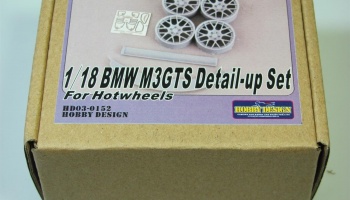 1/18 BMW M3GTS Detail-up Set
For Hotwheels
HD03-0152
HOBBY DESIGN
HOBBY DESIGN